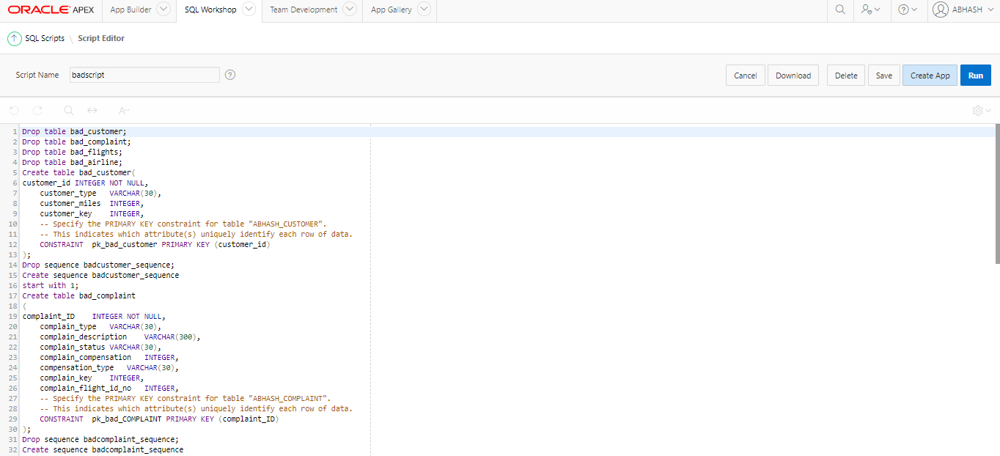 ORACLE APEX App Builder SQL Workshop Team Development App Gallery ABHASH
SQL Scripts \ Script Editor
Script Name badscript Cancel Download Delete Save Create App Run
1 Drop table bad_customer;
2 Drop table bad_complaint;
3 Drop table bad_flights;
4 Drop table bad_airline;
5 Create table bad_customer(
6 customer_id INTEGER NOT NULL,
7 customer_type VARCHAR(30),
8 customer_miles INTEGER,
9 customer_key INTEGER,
10 -- Specify the PRIMARY KEY constraint for table "ABHASH_CUSTOMER".
11 -- This indicates which attribute(s) uniquely identify each row of data.
12 CONSTRAINT pk_bad_customer PRIMARY KEY (customer_id)
13 );
14 Drop sequence badcustomer_sequence;
15 Create sequence badcustomer_sequence
16 start with 1;
17 Create table bad_complaint
18 (
19 complaint_ID INTEGER NOT NULL,
20 complain_type VARCHAR(30),
21 complain_description VARCHAR(300),
22 complain_status VARCHAR(30),
23 complain_compensation INTEGER,
24 compensation_type VARCHAR(30),
25 complain_key INTEGER,
26 complain_flight_id_no INTEGER,
27 -- Specify the PRIMARY KEY constraint for table "ABHASH_COMPLAINT".
28 -- This indicates which attribute(s) uniquely identify each row of data.
29 CONSTRAINT pk_bad_COMPLAINT PRIMARY KEY (complaint_ID)
30 );
31 Drop sequence badcomplaint_sequence;
32 Create sequence badcomplaint_sequence